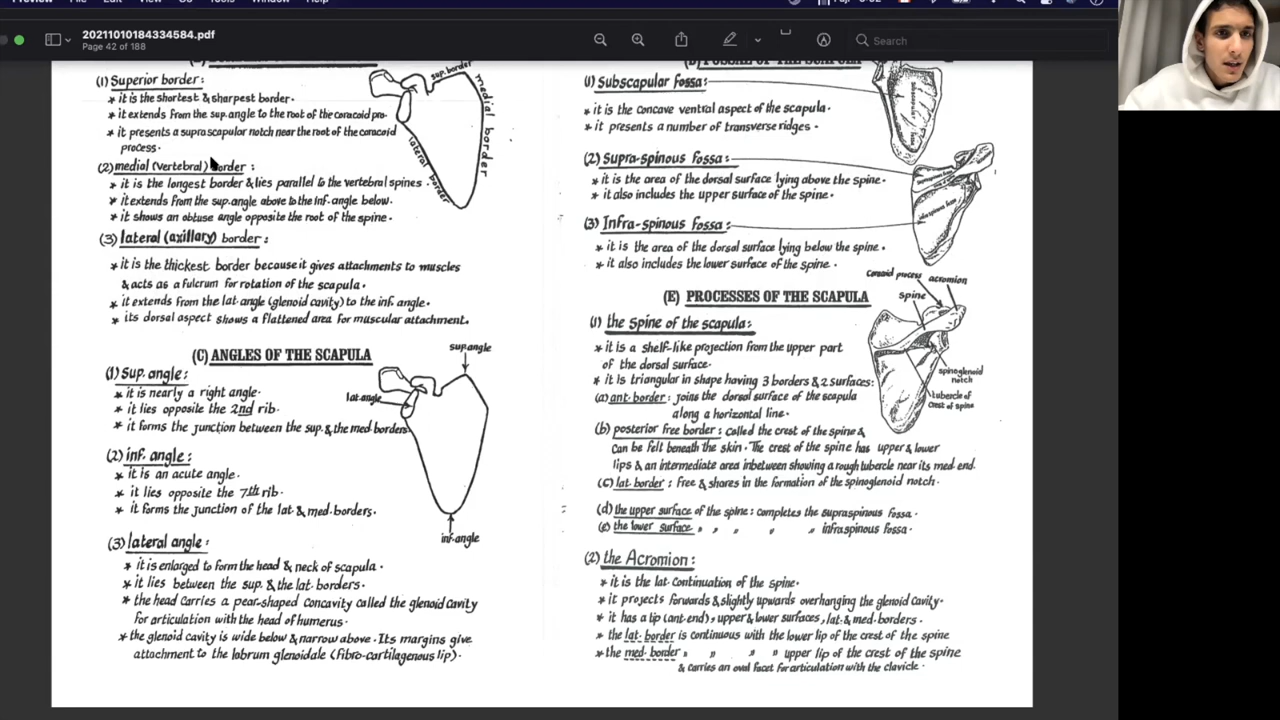 20211010184334584.pdf
Page 42 of 188
Search
(1) Superior border:
* it is the shortest & sharpest border.
* it extends from the sup. angle to the root of the coracoid pro.
* it presents a suprascapular notch near the root of the coracoid
process.
(2) medial (vertebral) border :
* it is the longest border & lies parallel to the vertebral spines.
* it extends from the sup. angle above to the inf. angle below.
* it shows an obtuse angle opposite the root of the spine.
(3) lateral (axillary) border :
* it is the thickest border because it gives attachments to muscles
& acts as a fulcrum for rotation of the scapula.
* it extends from the lat. angle (glenoid cavity) to the inf. angle.
* its dorsal aspect shows a flattened area for muscular attachment.
sup. border
medial border
lateral border
(C) ANGLES OF THE SCAPULA
(1) Sup. angle:
* it is nearly a right angle.
* it lies opposite the 2nd rib.
* it forms the junction between the sup. & the med. borders.
(2) inf. angle :
* it is an acute angle.
* it lies opposite the 7th rib.
* it forms the junction of the lat. & med. borders.
(3) lateral angle :
* it is enlarged to form the head & neck of scapula.
* it lies between the sup. & the lat. borders.
* the head carries a pear-shaped concavity called the glenoid cavity
for articulation with the head of humerus.
* the glenoid cavity is wide below & narrow above. Its margins give
attachment to the labrum glenoidale (fibro-cartilagenous lip).
sup. angle
lat. angle
inf. angle
(D) FOSSAE OF THE SCAPULA
(1) Subscapular fossa:
* it is the concave ventral aspect of the scapula.
* it presents a number of transverse ridges.
(2) Supra-spinous fossa:
* it is the area of the dorsal surface lying above the spine.
* it also includes the upper surface of the spine.
(3) Infra-spinous fossa:
* it is the area of the dorsal surface lying below the spine.
* it also includes the lower surface of the spine.
(E) PROCESSES OF THE SCAPULA
(1) the Spine of the scapula:
* it is a shelf-like projection from the upper part
of the dorsal surface.
* it is triangular in shape having 3 borders & 2 surfaces:
(a) ant. border: joins the dorsal surface of the scapula
along a horizontal line.
(b) posterior free border: called the crest of the spine &
can be felt beneath the skin. The crest of the spine has upper & lower
lips & an intermediate area inbetween showing a rough tubercle near its med. end.
(c) lat. border : free & shares in the formation of the spinoglenoid notch.
(d) the upper surface of the spine : completes the supraspinous fossa.
(e) the lower surface " " " " infraspinous fossa.
(2) the Acromion :
* it is the lat. continuation of the spine.
* it projects forwards & slightly upwards overhanging the glenoid cavity.
* it has a tip (ant. end), upper & lower surfaces, lat. & med. borders.
* the lat. border is continuous with the lower lip of the crest of the spine
* the med. border " " " " upper lip of the crest of the spine
& carries an oval facet for articulation with the clavicle.
coracoid process
acromion
spine
spinoglenoid
notch
tubercle of
crest of spine